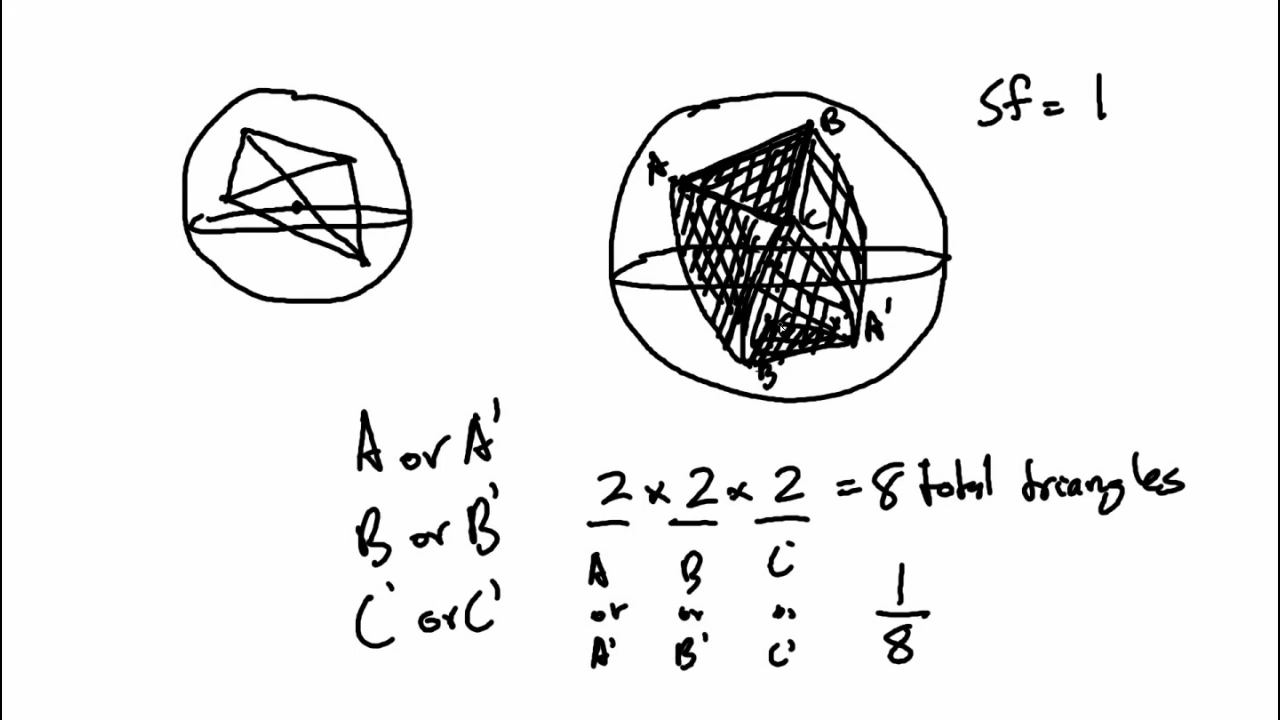 Sf = 1
B
A
C
A'
B'
A or A'
B or B'
C or C'
2 x 2 x 2 = 8 total triangles
A B C
or or or
A' B' C'
1
8